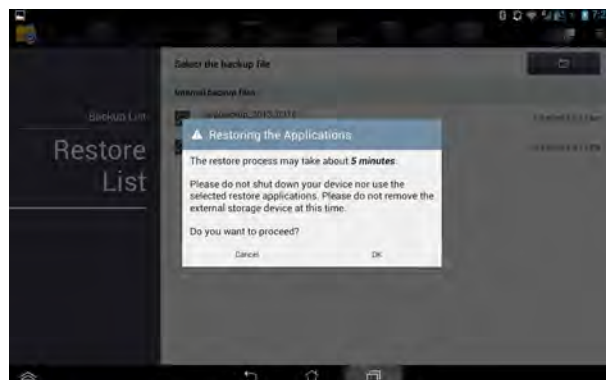 Select the backup file
Internal backup files
Backup List
Restore
List
Restoring the Applications
The restore process may take about 5 minutes.
Please do not shut down your device nor use the
selected restore applications. Please do not remove the
external storage device at this time.
Do you want to proceed?
Cancel
OK